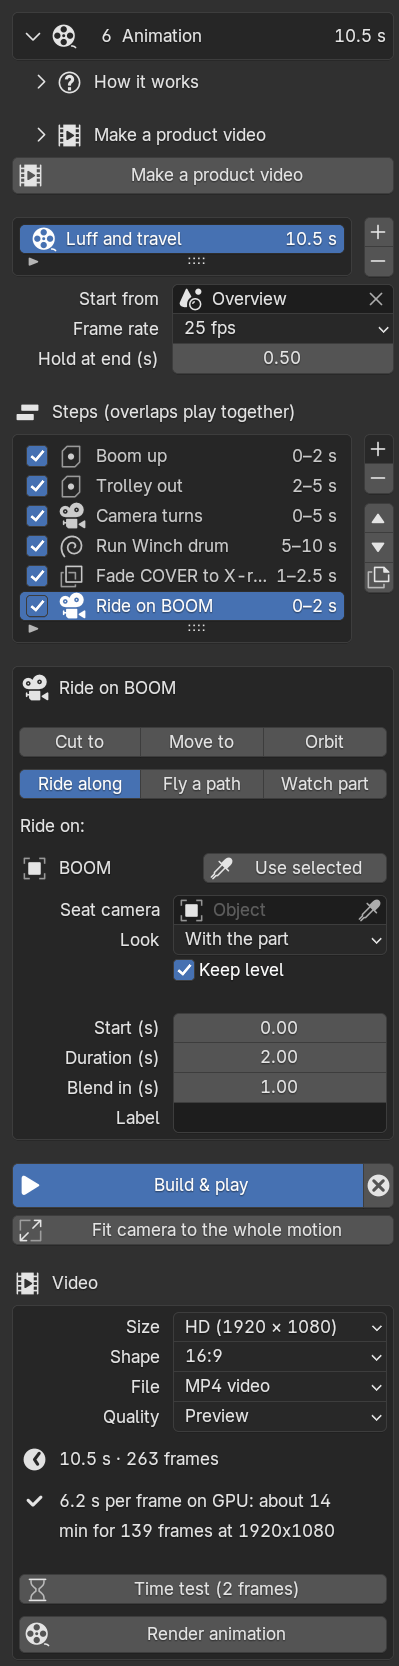 6 Animation 10.5 s
How it works
Make a product video
Make a product video
Luff and travel 10.5 s
Start from Overview
Frame rate 25 fps
Hold at end (s) 0.50
Steps (overlaps play together)
Boom up 0–2 s
Trolley out 2–5 s
Camera turns 0–5 s
Run Winch drum 5–10 s
Fade COVER to X-r... 1–2.5 s
Ride on BOOM 0–2 s
Ride on BOOM
Cut to Move to Orbit
Ride along Fly a path Watch part
Ride on:
BOOM Use selected
Seat camera Object
Look With the part
Keep level
Start (s) 0.00
Duration (s) 2.00
Blend in (s) 1.00
Label
Build & play
Fit camera to the whole motion
Video
Size HD (1920 × 1080)
Shape 16:9
File MP4 video
Quality Preview
10.5 s · 263 frames
6.2 s per frame on GPU: about 14
min for 139 frames at 1920x1080
Time test (2 frames)
Render animation